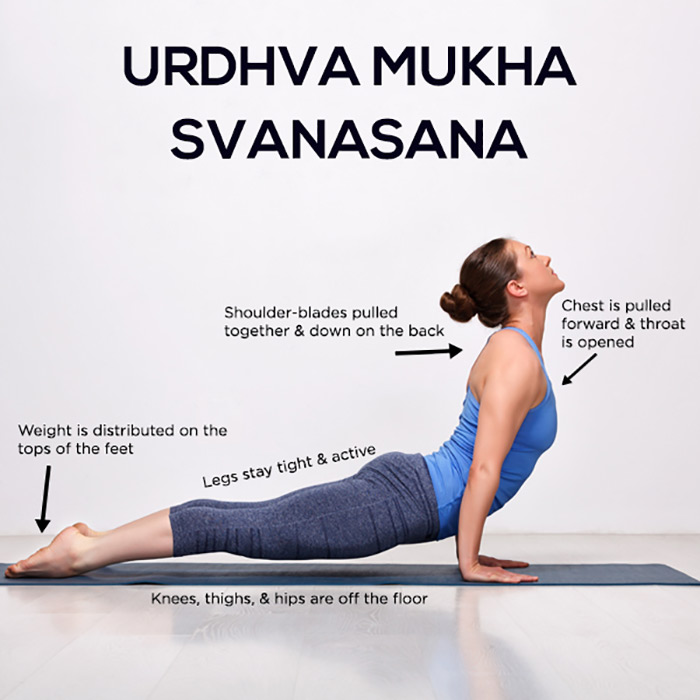 URDHVA MUKHA
SVANASANA
Shoulder-blades pulled
together & down on the back
Chest is pulled
forward & throat
is opened
Weight is distributed on the
tops of the feet
Legs stay tight & active
Knees, thighs, & hips are off the floor